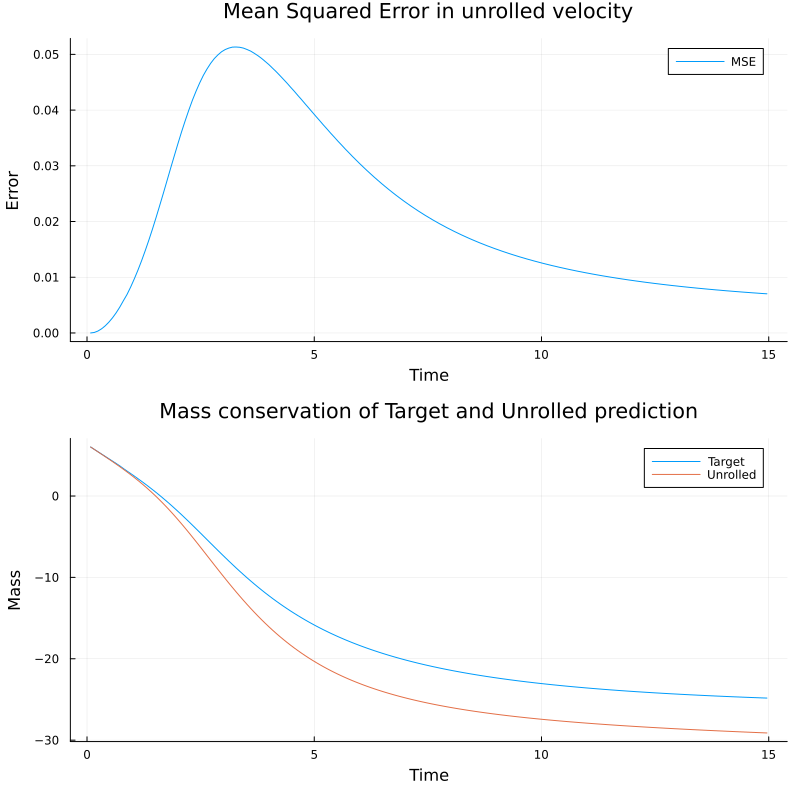 Mean Squared Error in unrolled velocity
MSE
0.05
0.04
0.03
0.02
0.01
0.00
Error
0 5 10 15
Time
Mass conservation of Target and Unrolled prediction
Target
Unrolled
0
−10
−20
−30
Mass
0 5 10 15
Time